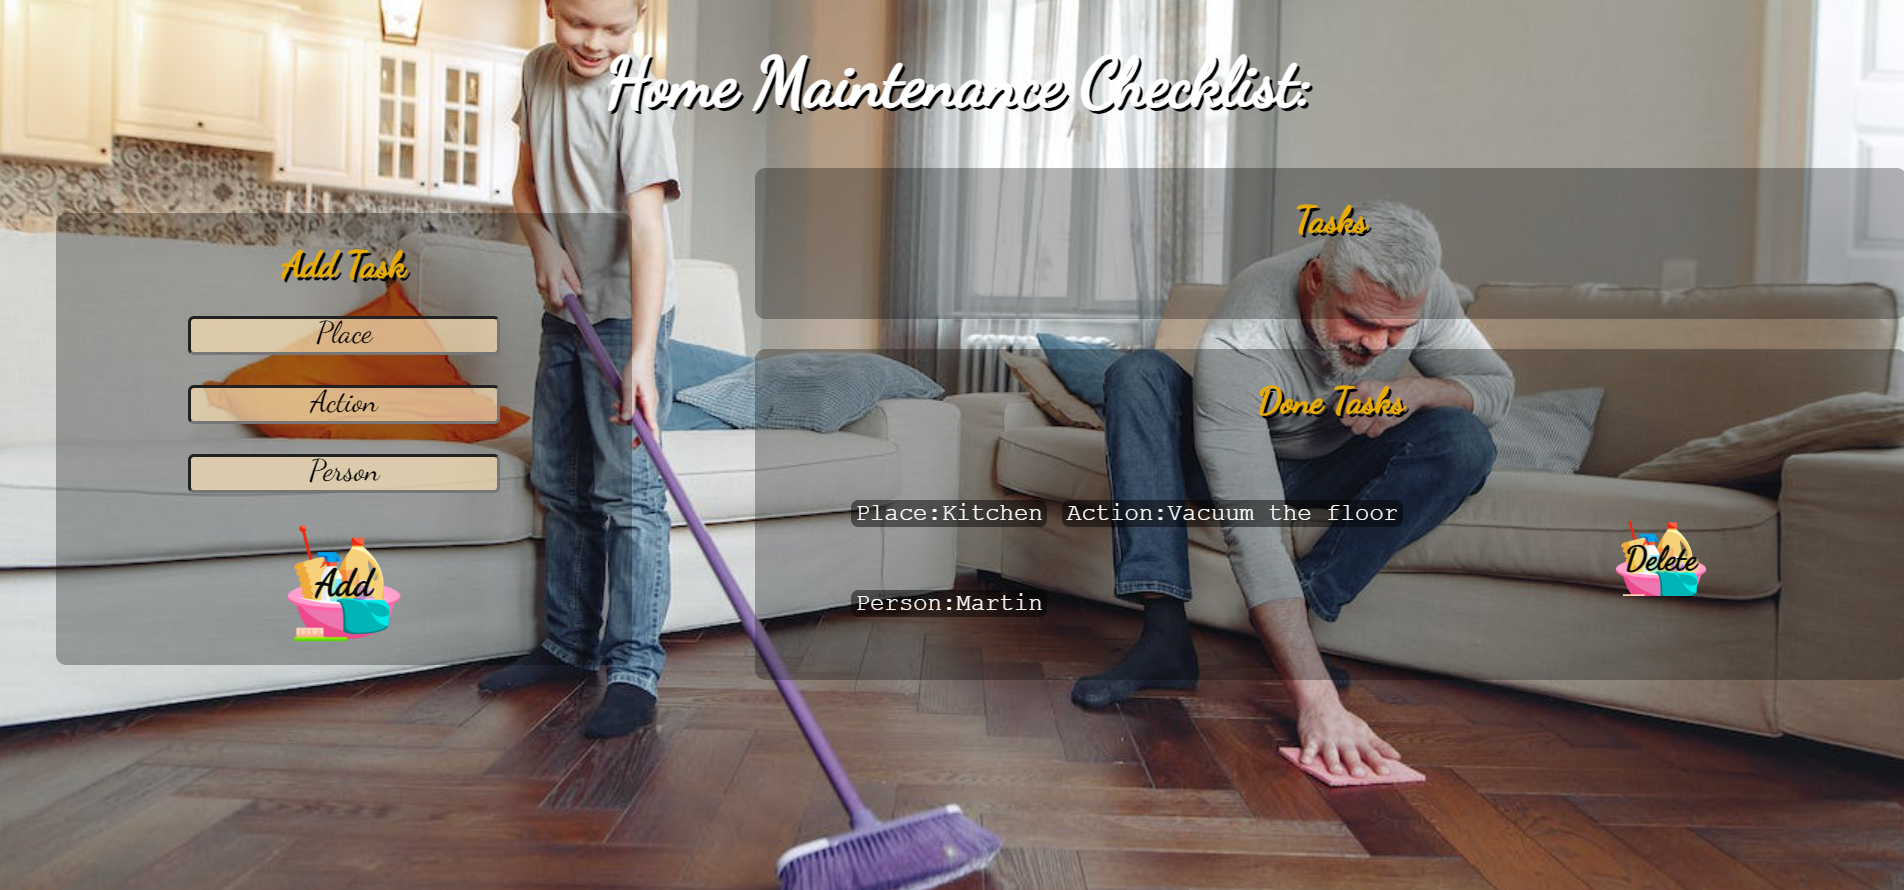 Home Maintenance Checklist:
Add Task
Place
Action
Person
Add
Tasks
Done Tasks
Place:Kitchen Action:Vacuum the floor
Person:Martin
Delete